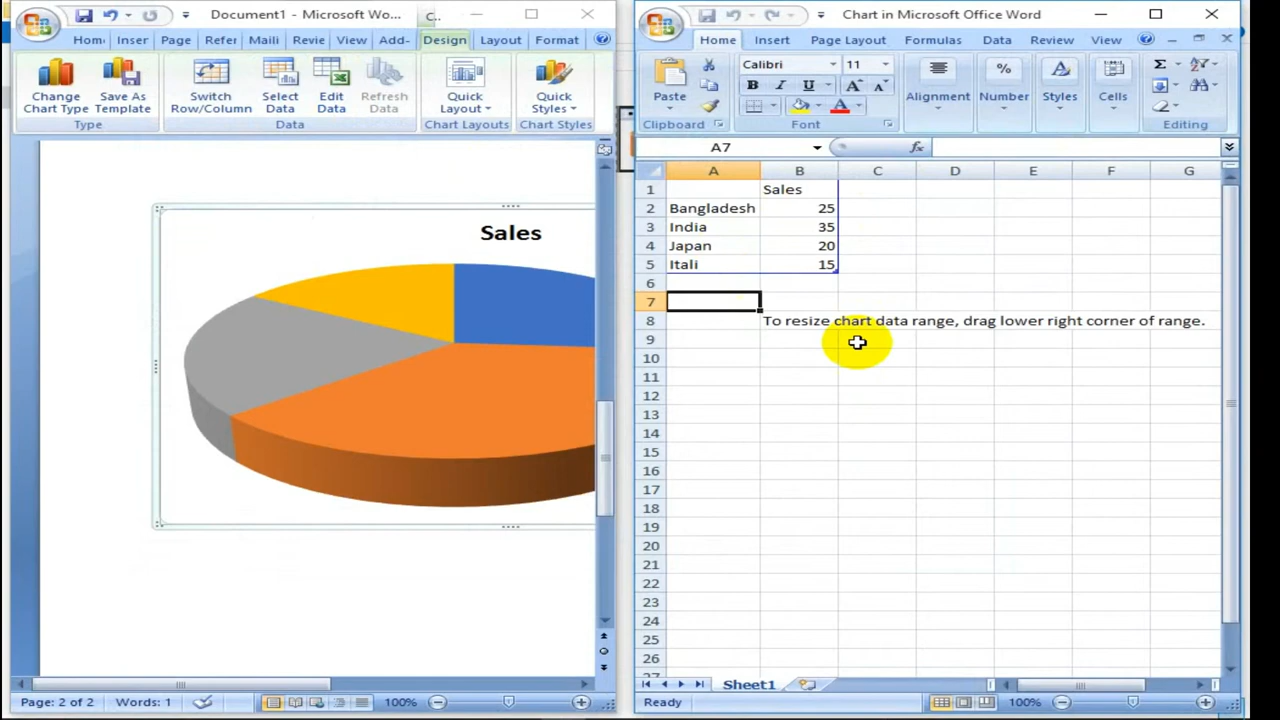 Document1 - Microsoft Wo...
C..
Hom Inser Page Refer Maili Revie View Add- Design Layout Format
Change Chart Type
Save As Template
Switch Row/Column
Select Data
Edit Data
Refresh Data
Quick Layout
Quick Styles
Type
Data
Chart Layouts
Chart Styles
Sales
Page: 2 of 2 Words: 1 100%
Chart in Microsoft Office Word
Home Insert Page Layout Formulas Data Review View
Paste
Calibri 11
B I U
A A
A
%
Σ
Alignment
Number
Styles
Cells
Clipboard
Font
Editing
A7 fx
A B C D E F G
1 Sales
2 Bangladesh 25
3 India 35
4 Japan 20
5 Itali 15
6
7
8 To resize chart data range, drag lower right corner of range.
9
10
11
12
13
14
15
16
17
18
19
20
21
22
23
24
25
26
Sheet1
Ready 100%